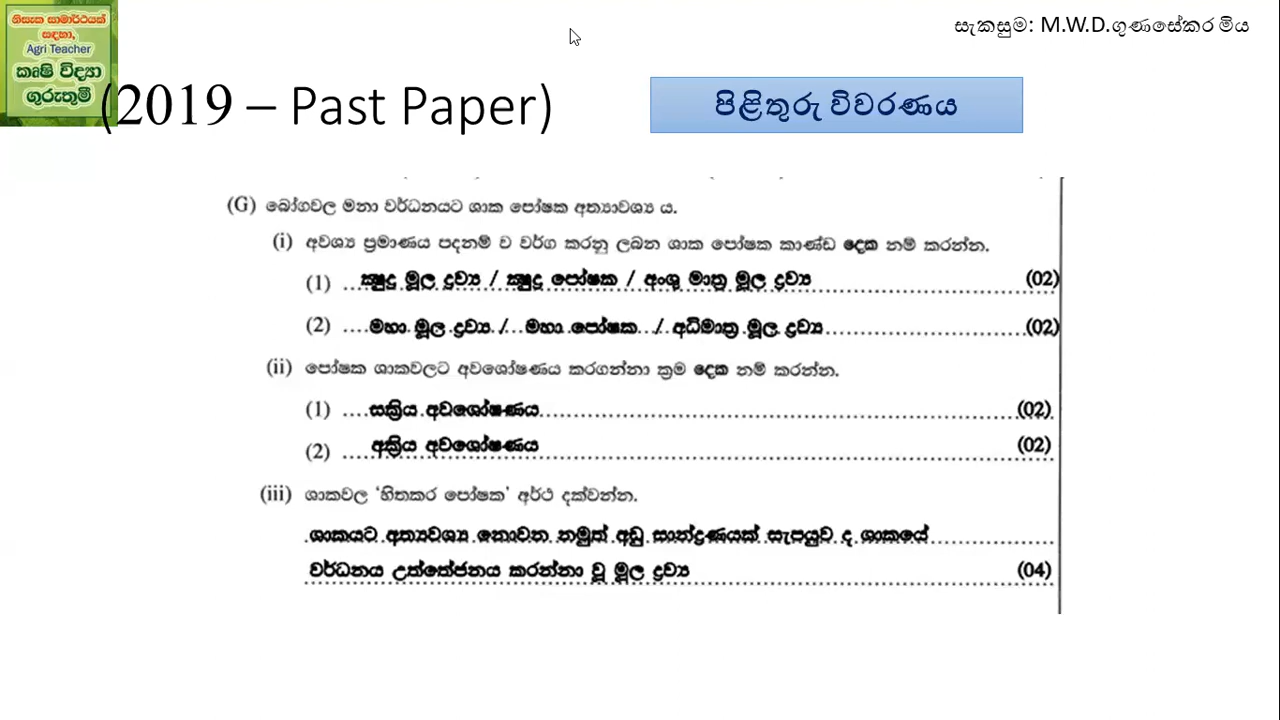 නිසැක සාමාර්ථයක්
සඳහා,
Agri Teacher
කෘෂි විද්‍යා
ගුරුතුමී
සැකසුම: M.W.D.ගුණසේකර මිය
(2019 – Past Paper)
පිළිතුරු විවරණය
(G) බෝගවල මනා වර්ධනයට ශාක පෝෂක අත්‍යාවශ්‍ය ය.
(i) අවශ්‍ය ප්‍රමාණය පදනම් ව වර්ග කරනු ලබන ශාක පෝෂක කාණ්ඩ දෙක නම් කරන්න.
(1) ක්ෂුද්‍ර මූල ද්‍රව්‍ය / ක්ෂුද්‍ර පෝෂක / අංශු මාත්‍ර මූල ද්‍රව්‍ය (02)
(2) මහා මූල ද්‍රව්‍ය / මහා පෝෂක / අධිමාත්‍ර මූල ද්‍රව්‍ය (02)
(ii) පෝෂක ශාකවලට අවශෝෂණය කරගන්නා ක්‍රම දෙක නම් කරන්න.
(1) සක්‍රිය අවශෝෂණය (02)
(2) අක්‍රිය අවශෝෂණය (02)
(iii) ශාකවල ‘හිතකර පෝෂක’ අර්ථ දක්වන්න.
ශාකයට අත්‍යවශ්‍ය නොවන නමුත් අඩු සාන්ද්‍රණයක් සැපයුව ද ශාකයේ
වර්ධනය උත්තේජනය කරන්නා වූ මූල ද්‍රව්‍ය (04)